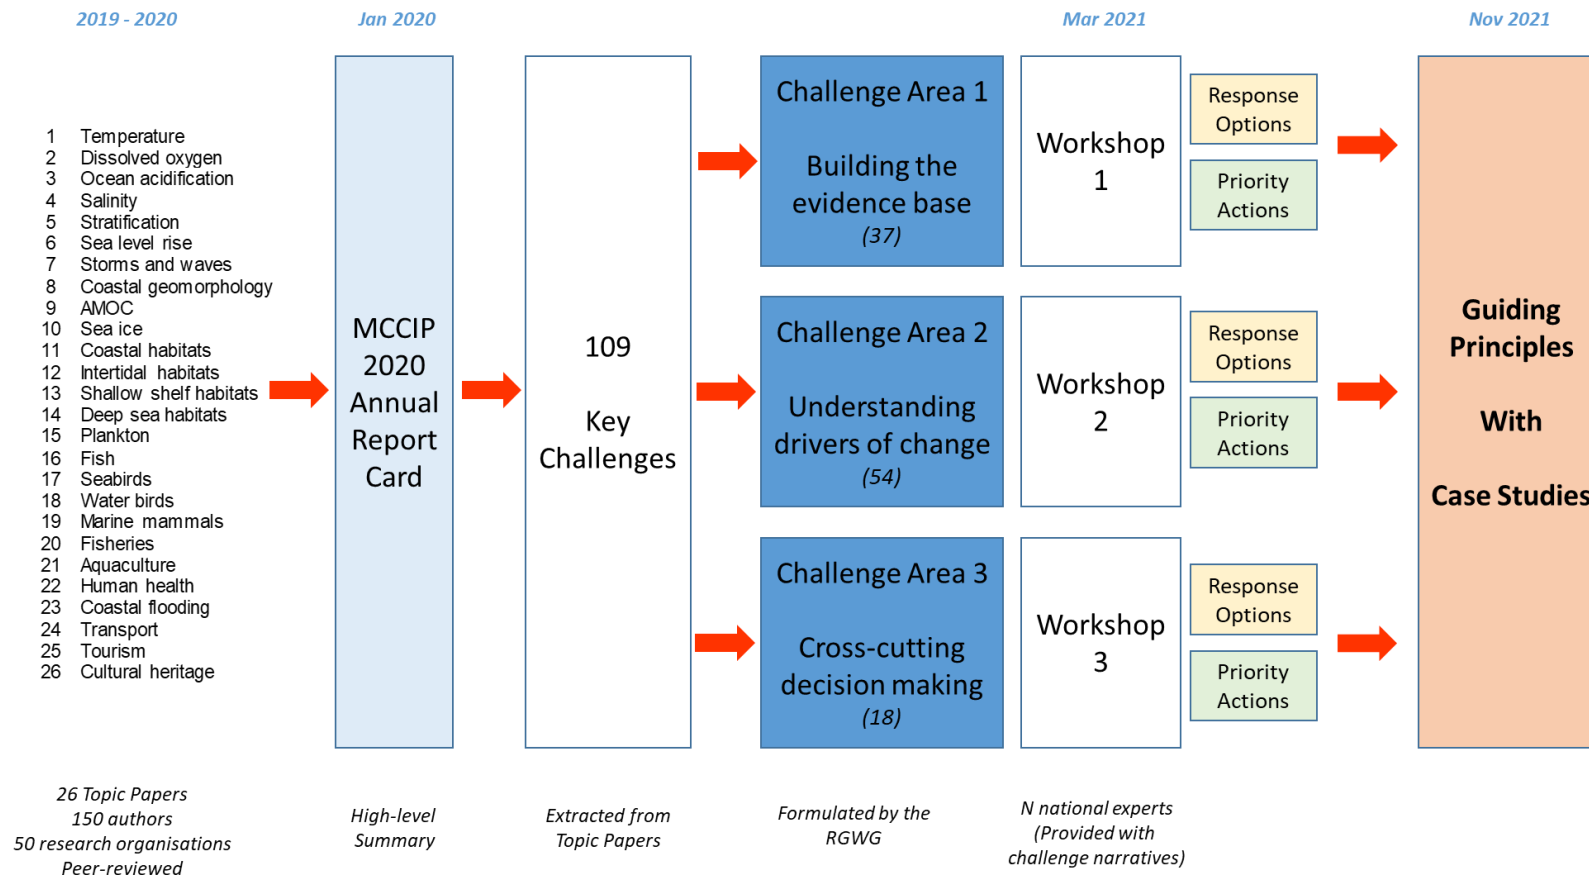 2019 - 2020
Jan 2020
Mar 2021
Nov 2021
1 Temperature
2 Dissolved oxygen
3 Ocean acidification
4 Salinity
5 Stratification
6 Sea level rise
7 Storms and waves
8 Coastal geomorphology
9 AMOC
10 Sea ice
11 Coastal habitats
12 Intertidal habitats
13 Shallow shelf habitats
14 Deep sea habitats
15 Plankton
16 Fish
17 Seabirds
18 Water birds
19 Marine mammals
20 Fisheries
21 Aquaculture
22 Human health
23 Coastal flooding
24 Transport
25 Tourism
26 Cultural heritage
26 Topic Papers
150 authors
50 research organisations
Peer-reviewed
MCCIP
2020
Annual
Report
Card
High-level
Summary
109
Key
Challenges
Extracted from
Topic Papers
Challenge Area 1
Building the
evidence base
(37)
Workshop
1
Response
Options
Priority
Actions
Challenge Area 2
Understanding
drivers of change
(54)
Workshop
2
Response
Options
Priority
Actions
Challenge Area 3
Cross-cutting
decision making
(18)
Workshop
3
Response
Options
Priority
Actions
Formulated by the
RGWG
N national experts
(Provided with
challenge narratives)
Guiding
Principles
With
Case Studies